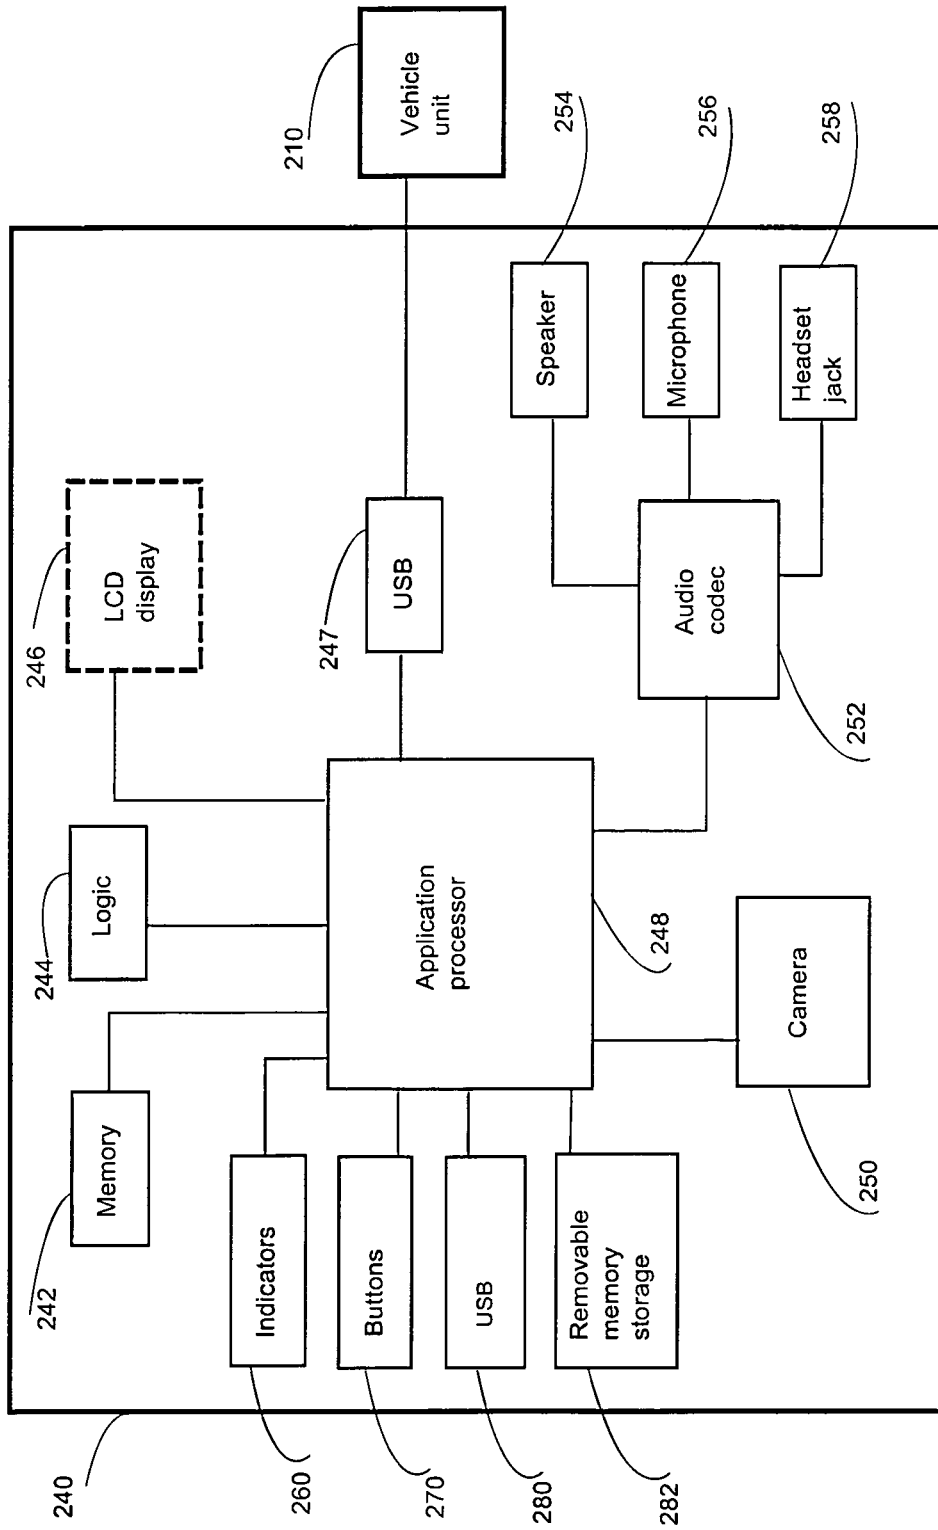 240
242
Memory
244
Logic
246
LCD
display
260
Indicators
270
Buttons
280
USB
282
Removable
memory
storage
Application
processor
248
247
USB
210
Vehicle
unit
250
Camera
Audio
codec
252
Speaker
254
Microphone
256
Headset
jack
258